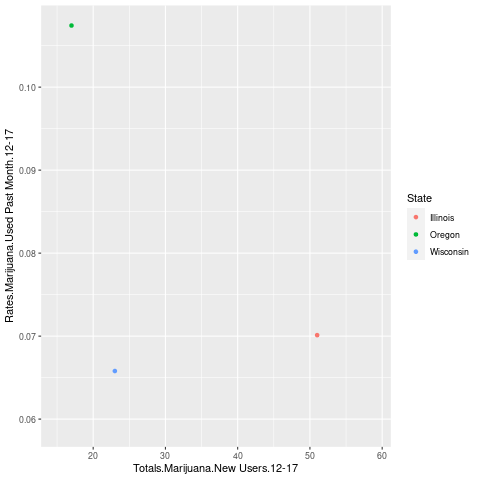 Rates.Marijuana.Used Past Month.12-17
0.10
0.09
0.08
0.07
0.06
20
30
40
50
60
Totals.Marijuana.New Users.12-17
State
Illinois
Oregon
Wisconsin